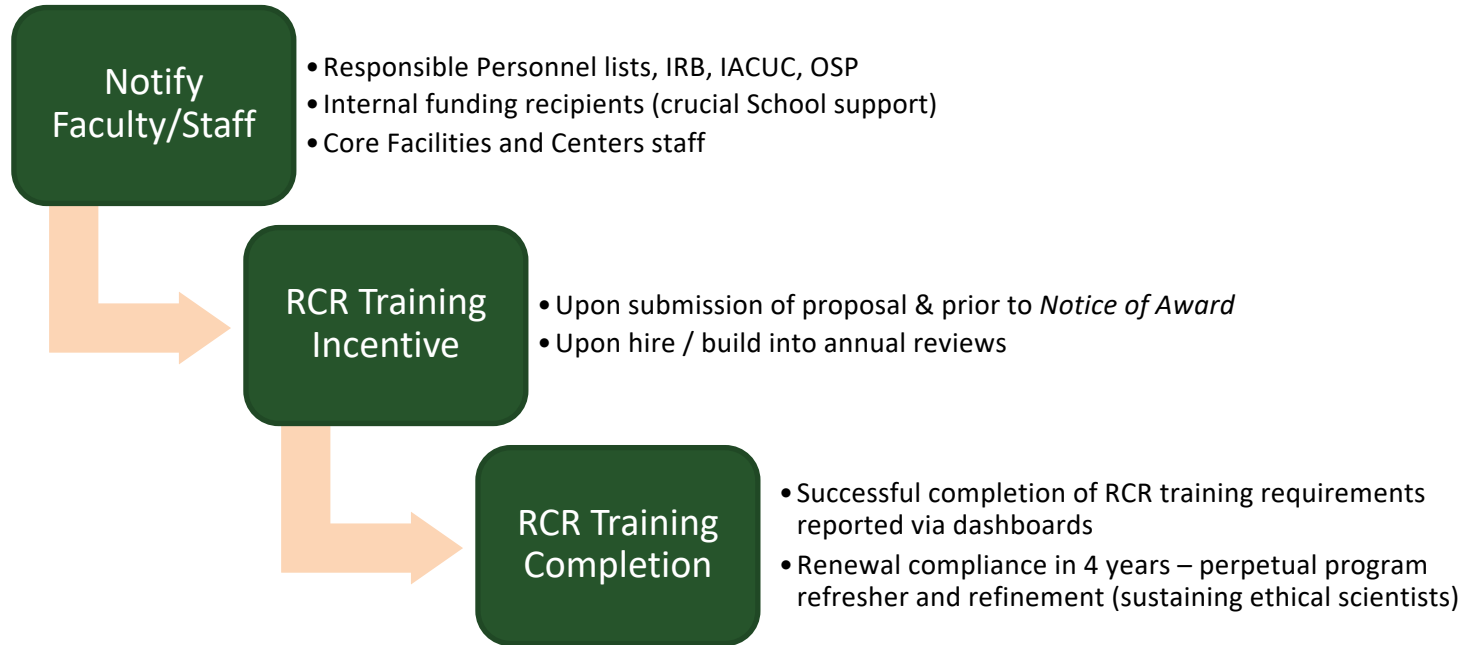 Notify
Faculty/Staff
• Responsible Personnel lists, IRB, IACUC, OSP
• Internal funding recipients (crucial School support)
• Core Facilities and Centers staff
RCR Training
Incentive
• Upon submission of proposal & prior to Notice of Award
• Upon hire / build into annual reviews
RCR Training
Completion
• Successful completion of RCR training requirements
reported via dashboards
• Renewal compliance in 4 years – perpetual program
refresher and refinement (sustaining ethical scientists)